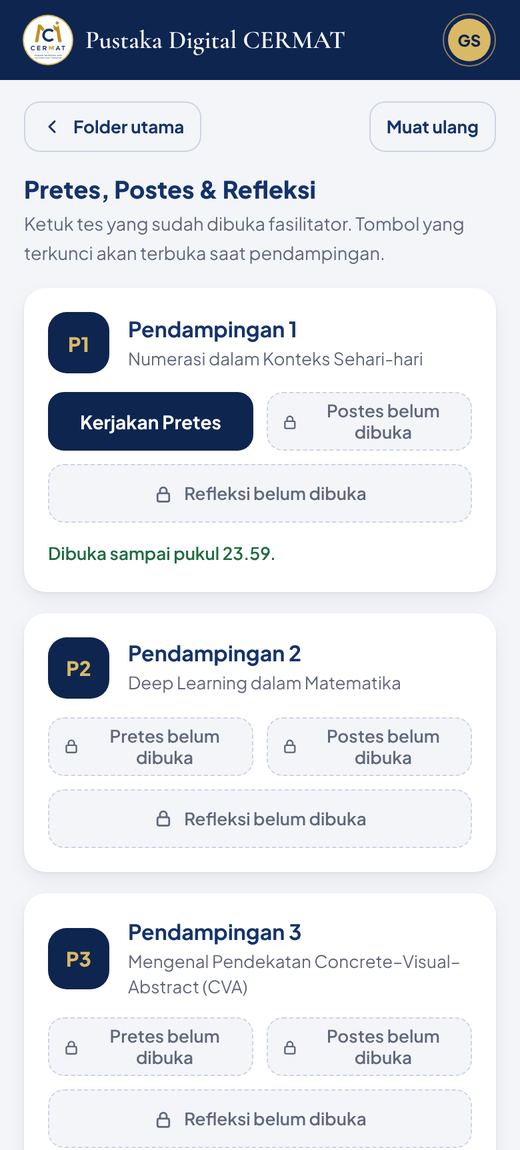 CERMAT
Pustaka Digital CERMAT
GS
Folder utama
Muat ulang
Pretes, Postes & Refleksi
Ketuk tes yang sudah dibuka fasilitator. Tombol yang
terkunci akan terbuka saat pendampingan.
P1
Pendampingan 1
Numerasi dalam Konteks Sehari-hari
Kerjakan Pretes
Postes belum
dibuka
Refleksi belum dibuka
Dibuka sampai pukul 23.59.
P2
Pendampingan 2
Deep Learning dalam Matematika
Pretes belum
dibuka
Postes belum
dibuka
Refleksi belum dibuka
P3
Pendampingan 3
Mengenal Pendekatan Concrete–Visual–
Abstract (CVA)
Pretes belum
dibuka
Postes belum
dibuka
Refleksi belum dibuka